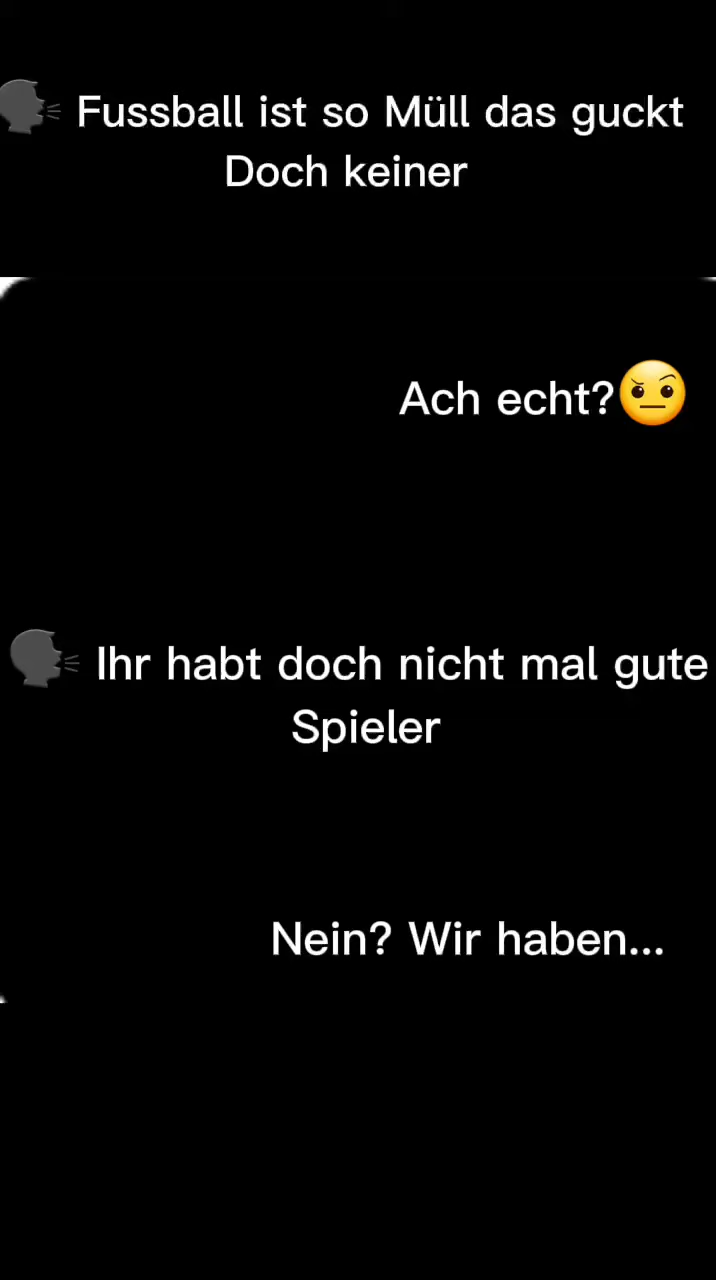 🗣 Fussball ist so Müll das guckt
Doch keiner
Ach echt?🤨
🗣 Ihr habt doch nicht mal gute
Spieler
Nein? Wir haben...